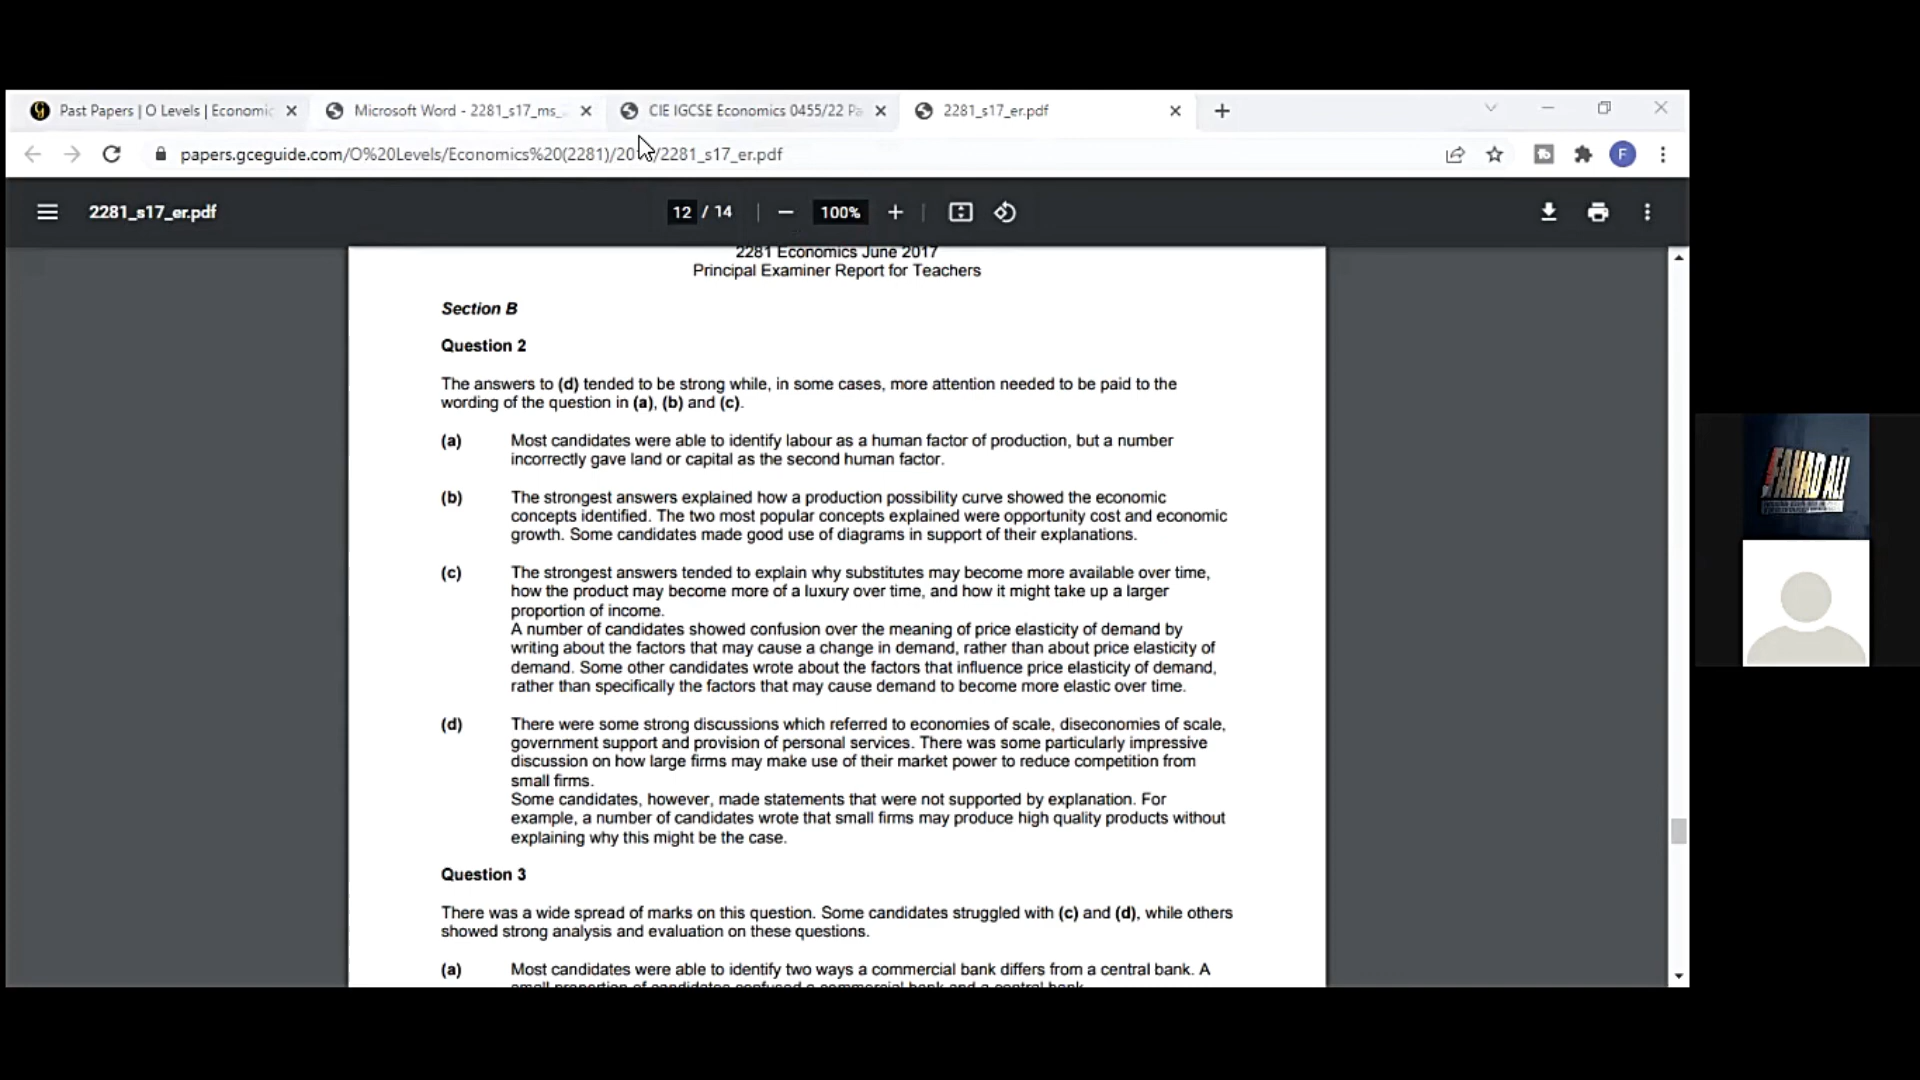 Past Papers | O Levels | Economic
Microsoft Word - 2281_s17_ms_
CIE IGCSE Economics 0455/22 Pa
2281_s17_er.pdf
papers.gceguide.com/O%20Levels/Economics%20(2281)/20 /2281_s17_er.pdf
F
2281_s17_er.pdf
12 / 14
100%
2281 Economics June 2017
Principal Examiner Report for Teachers
Section B
Question 2
The answers to (d) tended to be strong while, in some cases, more attention needed to be paid to the
wording of the question in (a), (b) and (c).
(a) Most candidates were able to identify labour as a human factor of production, but a number
incorrectly gave land or capital as the second human factor.
(b) The strongest answers explained how a production possibility curve showed the economic
concepts identified. The two most popular concepts explained were opportunity cost and economic
growth. Some candidates made good use of diagrams in support of their explanations.
(c) The strongest answers tended to explain why substitutes may become more available over time,
how the product may become more of a luxury over time, and how it might take up a larger
proportion of income.
A number of candidates showed confusion over the meaning of price elasticity of demand by
writing about the factors that may cause a change in demand, rather than about price elasticity of
demand. Some other candidates wrote about the factors that influence price elasticity of demand,
rather than specifically the factors that may cause demand to become more elastic over time.
(d) There were some strong discussions which referred to economies of scale, diseconomies of scale,
government support and provision of personal services. There was some particularly impressive
discussion on how large firms may make use of their market power to reduce competition from
small firms.
Some candidates, however, made statements that were not supported by explanation. For
example, a number of candidates wrote that small firms may produce high quality products without
explaining why this might be the case.
Question 3
There was a wide spread of marks on this question. Some candidates struggled with (c) and (d), while others
showed strong analysis and evaluation on these questions.
(a) Most candidates were able to identify two ways a commercial bank differs from a central bank. A
small proportion of candidates confused a commercial bank and a central bank.
FAHAD ALI